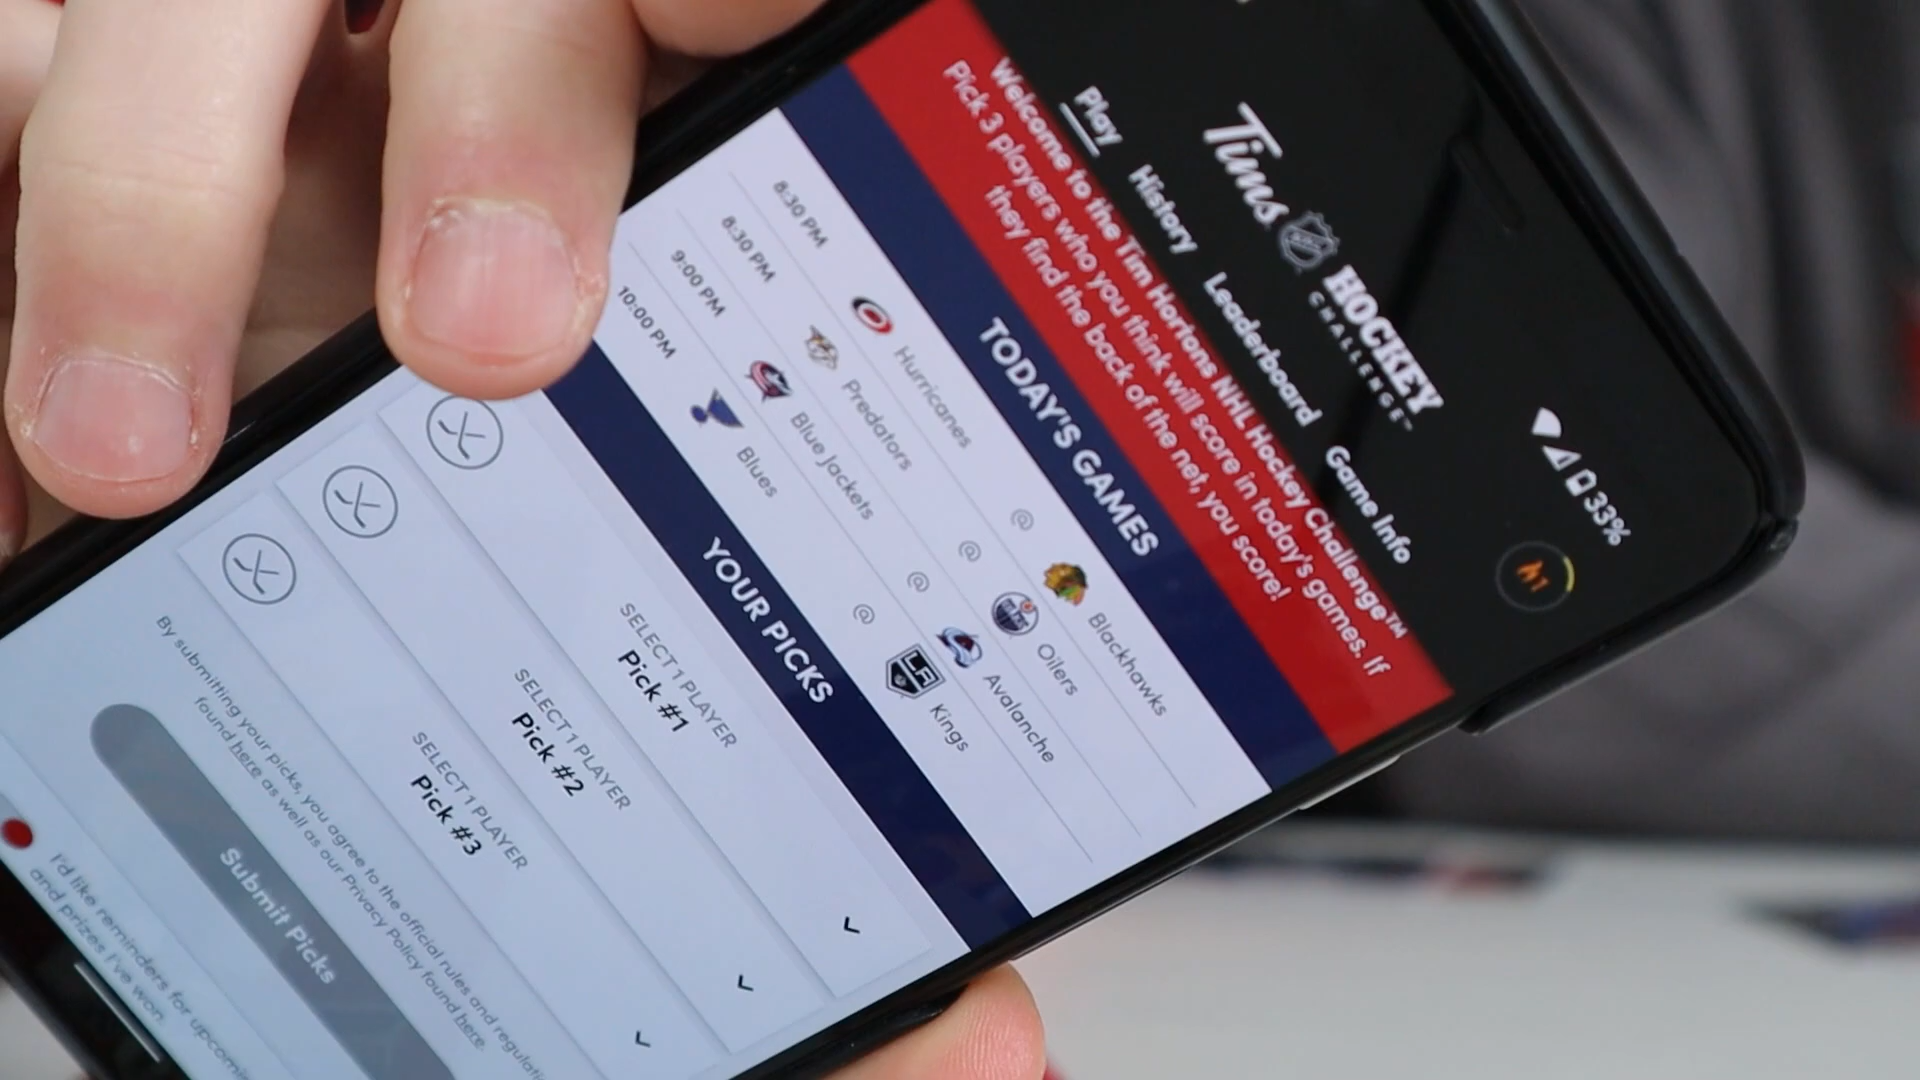 33%
Tims NHL HOCKEY
CHALLENGE™
Play History Leaderboard Game Info
Welcome to the Tim Hortons NHL Hockey Challenge™
Pick 3 players who you think will score in today's games. If
they find the back of the net, you score!
TODAY'S GAMES
8:30 PM Hurricanes @ Blackhawks
8:30 PM Predators @ Oilers
9:00 PM Blue Jackets @ Avalanche
10:00 PM Blues @ LA Kings
YOUR PICKS
SELECT 1 PLAYER
Pick #1
SELECT 1 PLAYER
Pick #2
SELECT 1 PLAYER
Pick #3
By submitting your picks, you agree to the official rules and
found here as well as our Privacy Policy found here.
Submit Picks
I'd like reminders for
and prizes I've won.